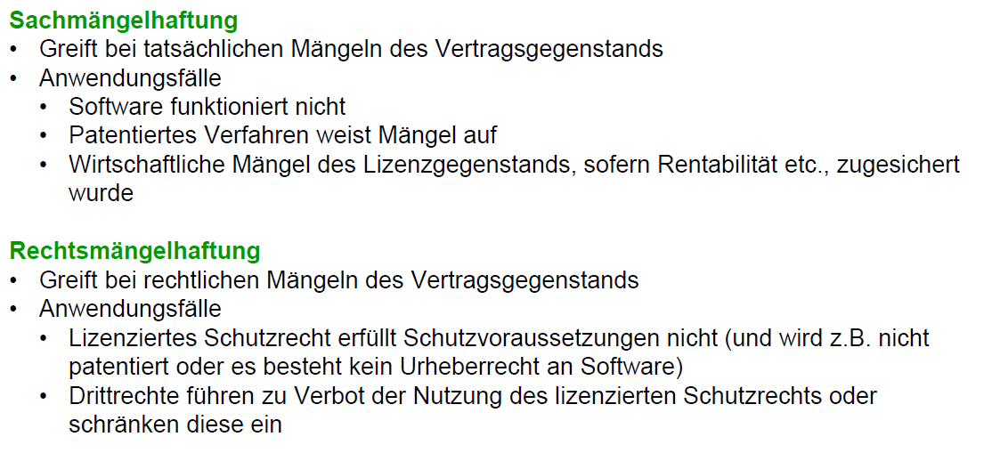 Sachmängelhaftung
• Greift bei tatsächlichen Mängeln des Vertragsgegenstands
• Anwendungsfälle
• Software funktioniert nicht
• Patentiertes Verfahren weist Mängel auf
• Wirtschaftliche Mängel des Lizenzgegenstands, sofern Rentabilität etc., zugesichert
wurde
Rechtsmängelhaftung
• Greift bei rechtlichen Mängeln des Vertragsgegenstands
• Anwendungsfälle
• Lizenziertes Schutzrecht erfüllt Schutzvoraussetzungen nicht (und wird z.B. nicht
patentiert oder es besteht kein Urheberrecht an Software)
• Drittrechte führen zu Verbot der Nutzung des lizenzierten Schutzrechts oder
schränken diese ein